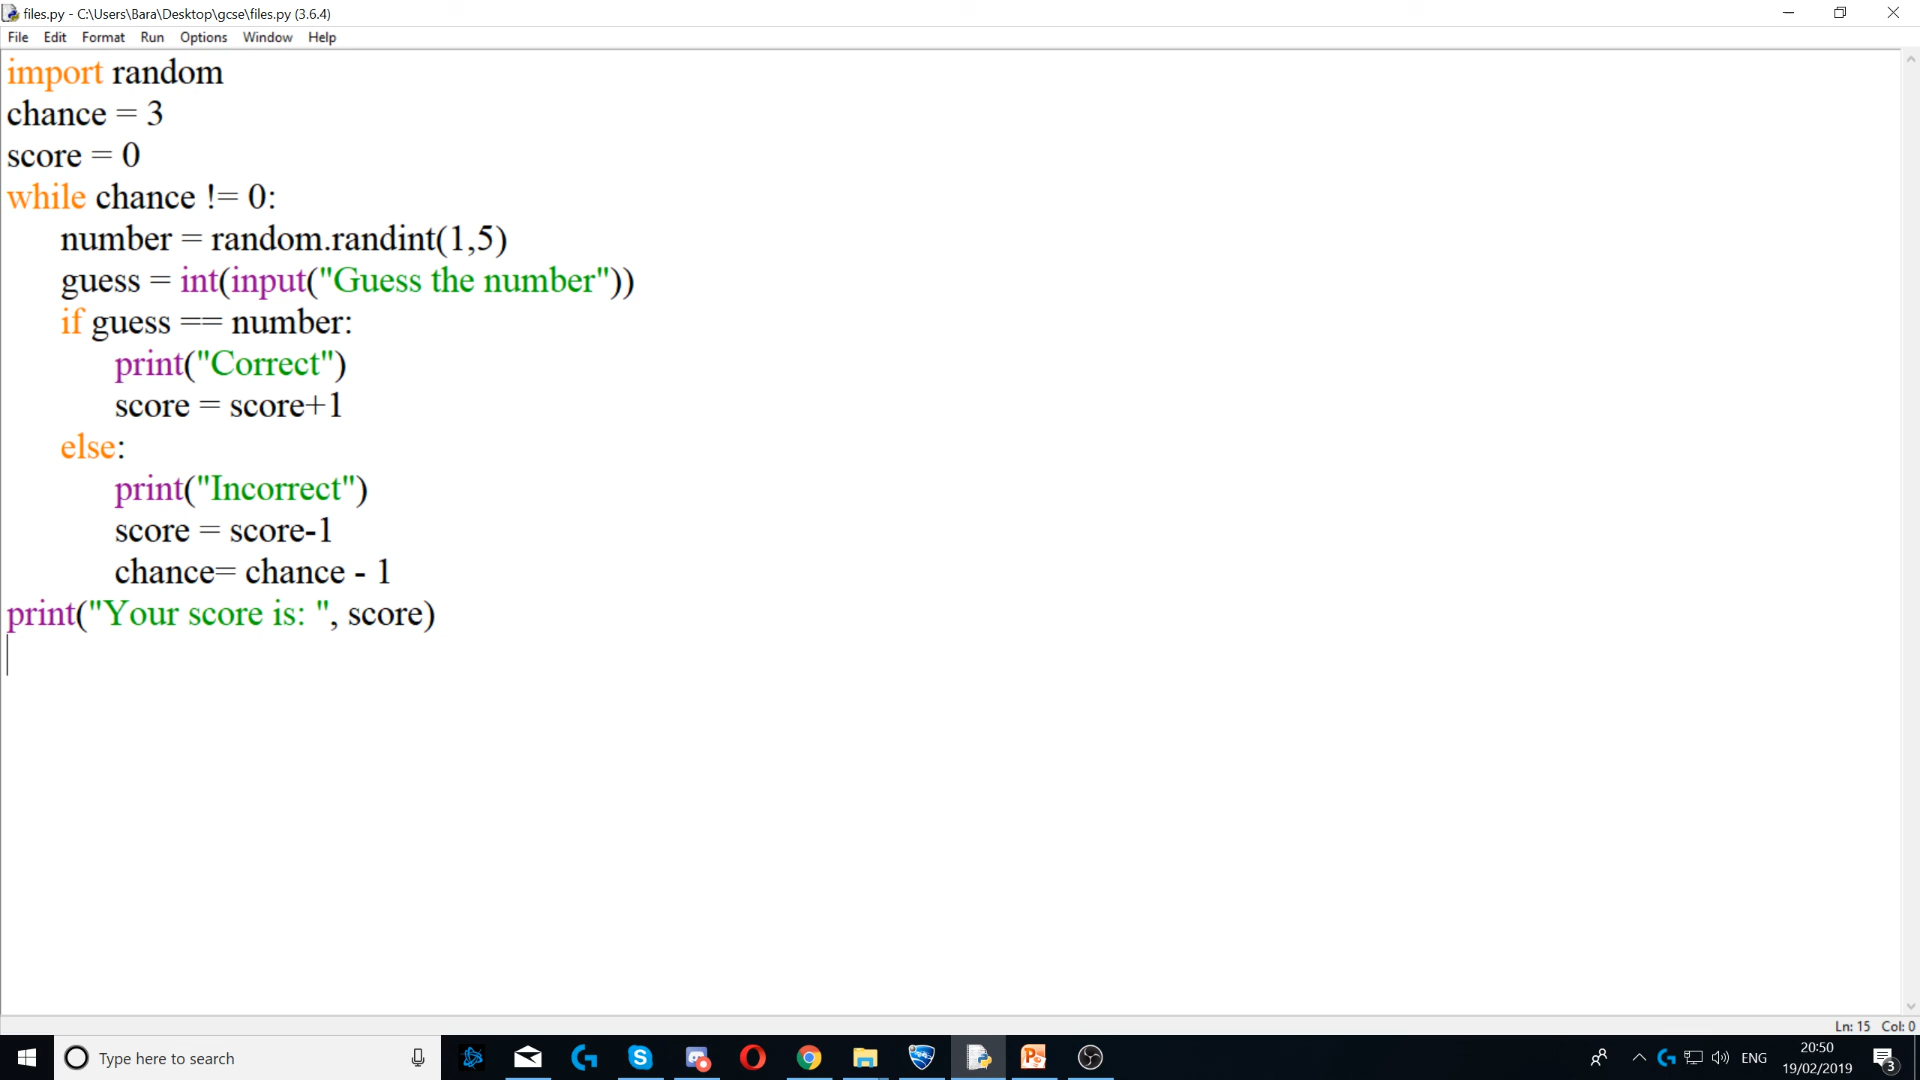 files.py - C:\Users\Bara\Desktop\gcse\files.py (3.6.4)
File Edit Format Run Options Window Help
import random
chance = 3
score = 0
while chance != 0:
    number = random.randint(1,5)
    guess = int(input("Guess the number"))
    if guess == number:
        print("Correct")
        score = score+1
    else:
        print("Incorrect")
        score = score-1
        chance= chance - 1
print("Your score is: ", score)
Ln: 15 Col: 0
Type here to search
ENG
20:50
19/02/2019
3